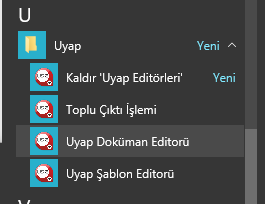 U
Uyap Yeni
Kaldır 'Uyap Editörleri' Yeni
Toplu Çıktı İşlemi
Uyap Doküman Editorü
Uyap Şablon Editorü